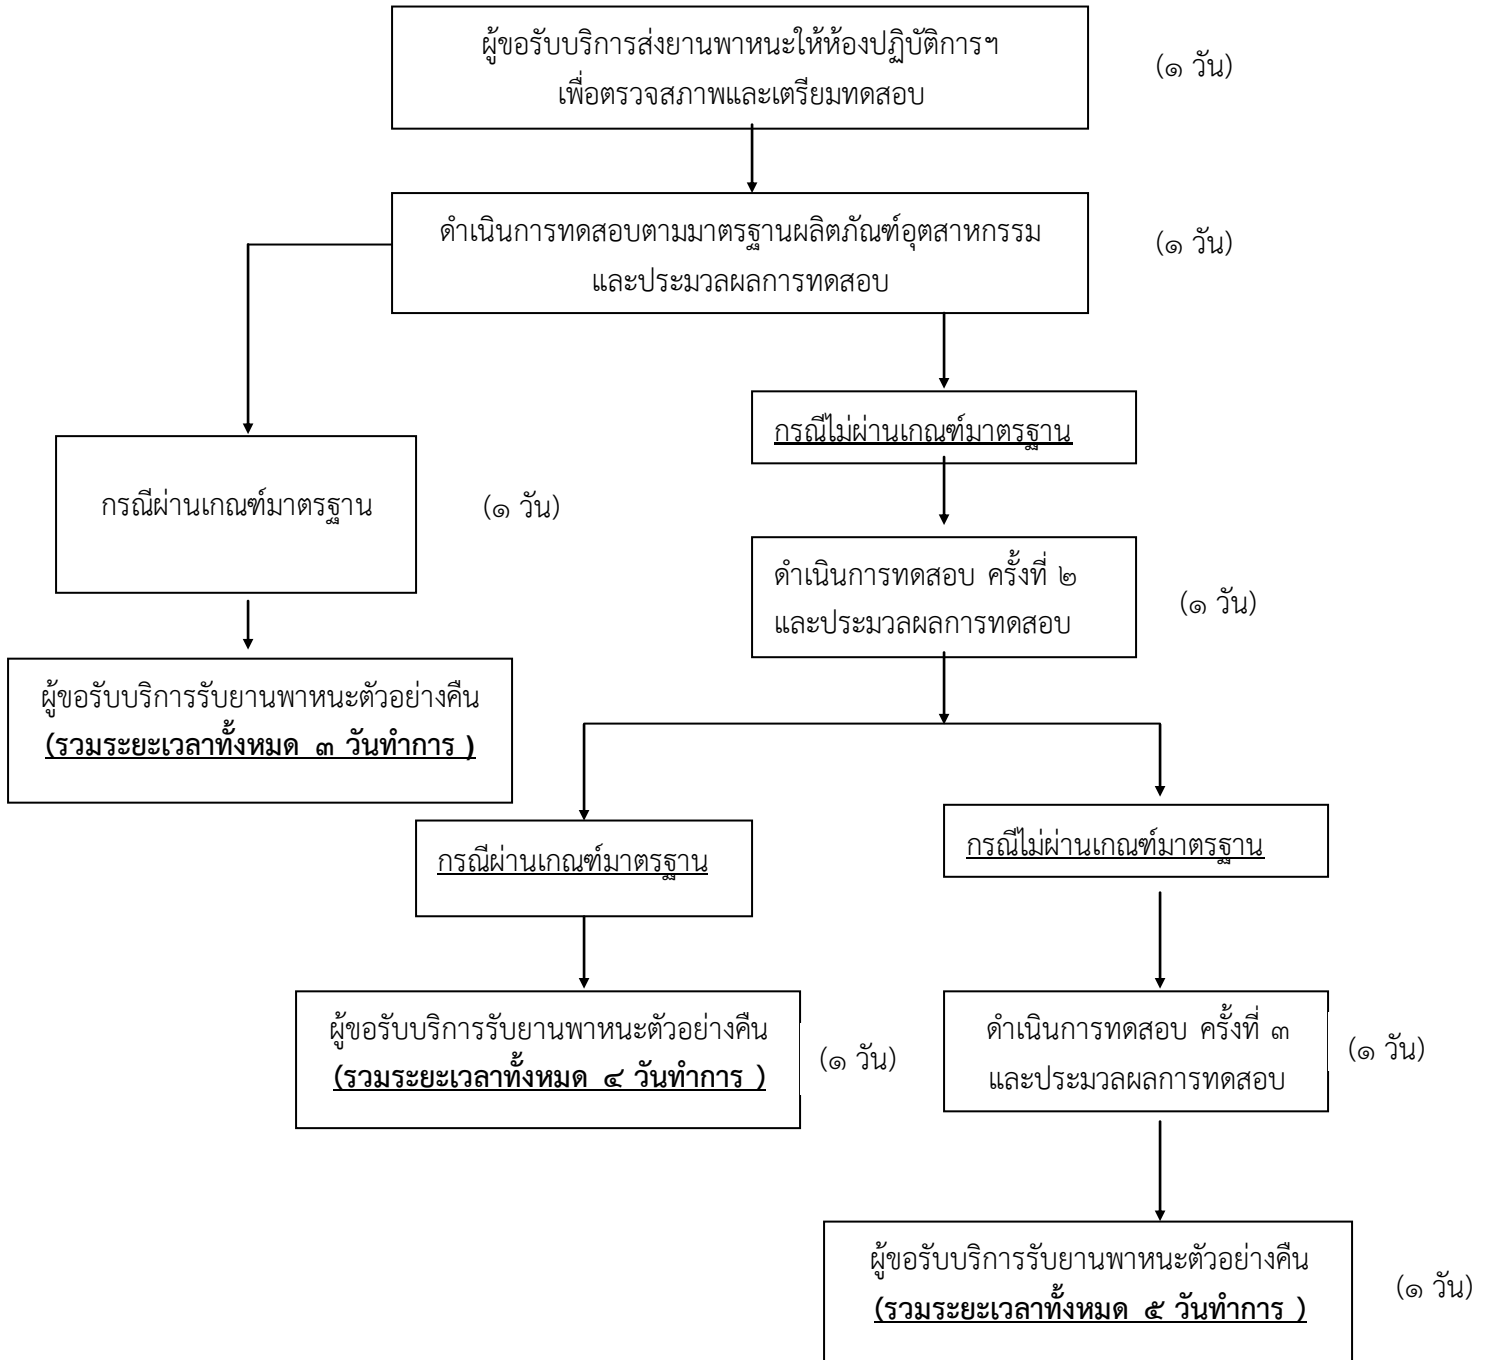 ผู้ขอรับบริการส่งยานพาหนะให้ห้องปฏิบัติการฯ
เพื่อตรวจสภาพและเตรียมทดสอบ
(๑ วัน)
ดำเนินการทดสอบตามมาตรฐานผลิตภัณฑ์อุตสาหกรรม
และประมวลผลการทดสอบ
(๑ วัน)
กรณีไม่ผ่านเกณฑ์มาตรฐาน
กรณีผ่านเกณฑ์มาตรฐาน
(๑ วัน)
ดำเนินการทดสอบ ครั้งที่ ๒
และประมวลผลการทดสอบ
(๑ วัน)
ผู้ขอรับบริการรับยานพาหนะตัวอย่างคืน
(รวมระยะเวลาทั้งหมด ๓ วันทำการ )
กรณีผ่านเกณฑ์มาตรฐาน
กรณีไม่ผ่านเกณฑ์มาตรฐาน
ผู้ขอรับบริการรับยานพาหนะตัวอย่างคืน
(รวมระยะเวลาทั้งหมด ๔ วันทำการ )
(๑ วัน)
ดำเนินการทดสอบ ครั้งที่ ๓
และประมวลผลการทดสอบ
(๑ วัน)
ผู้ขอรับบริการรับยานพาหนะตัวอย่างคืน
(รวมระยะเวลาทั้งหมด ๕ วันทำการ )
(๑ วัน)